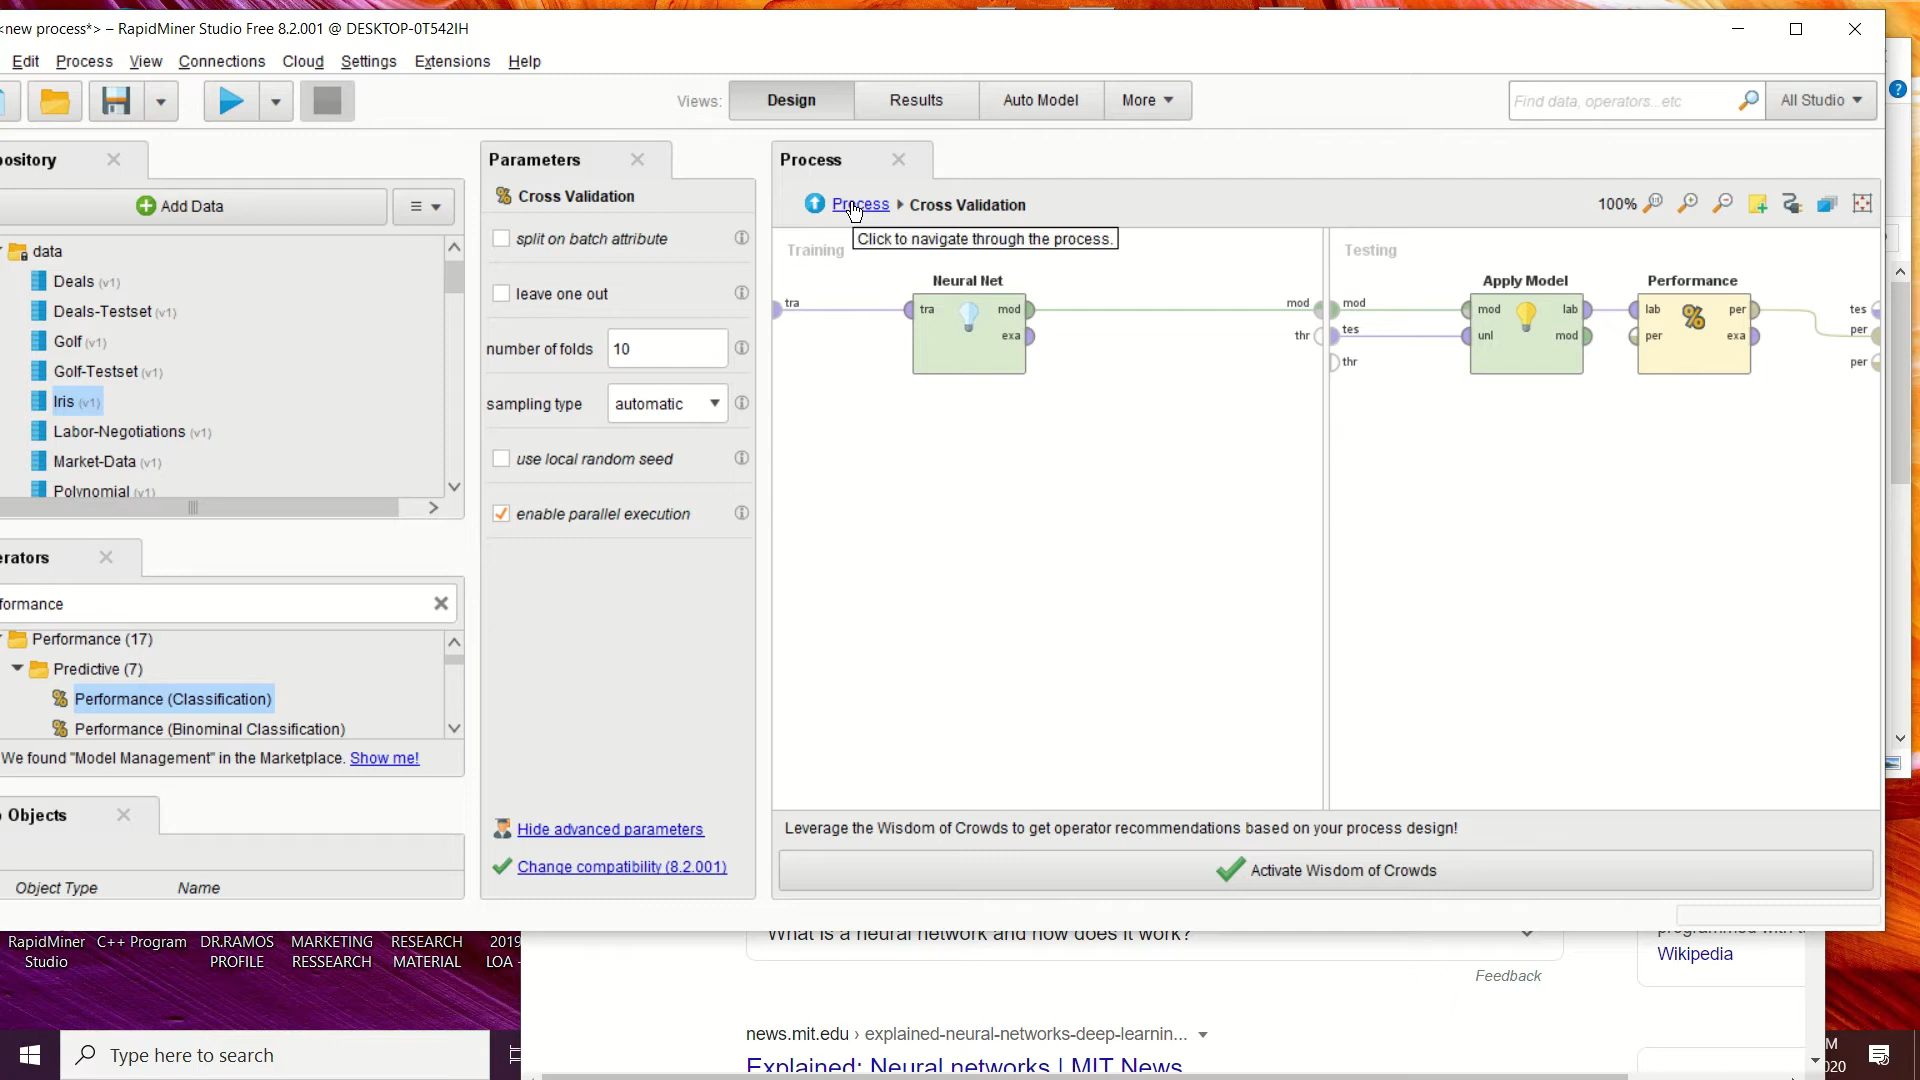 <new process*> – RapidMiner Studio Free 8.2.001 @ DESKTOP-0T542IH
Edit Process View Connections Cloud Settings Extensions Help
Views: Design Results Auto Model More
Find data, operators...etc
All Studio
ository
Add Data
data
Deals (v1)
Deals-Testset (v1)
Golf (v1)
Golf-Testset (v1)
Iris (v1)
Labor-Negotiations (v1)
Market-Data (v1)
Polynomial (v1)
erators
formance
Performance (17)
Predictive (7)
Performance (Classification)
Performance (Binominal Classification)
We found "Model Management" in the Marketplace. Show me!
Objects
Object Type Name
Parameters
Cross Validation
split on batch attribute
leave one out
number of folds 10
sampling type automatic
use local random seed
enable parallel execution
Hide advanced parameters
Change compatibility (8.2.001)
Process
Process Cross Validation
100%
Click to navigate through the process.
Training
Neural Net
tra
tra
mod
exa
mod
thr
Testing
Apply Model
Performance
mod
tes
thr
mod
unl
lab
mod
lab
per
per
exa
tes
per
per
Leverage the Wisdom of Crowds to get operator recommendations based on your process design!
Activate Wisdom of Crowds
RapidMiner Studio
C++ Program
DR.RAMOS PROFILE
MARKETING RESSEARCH
RESEARCH MATERIAL
2019 LOA -
What is a neural network and how does it work?
Feedback
Wikipedia
news.mit.edu › explained-neural-networks-deep-learnin...
Explained: Neural networks | MIT News
Type here to search
M
020